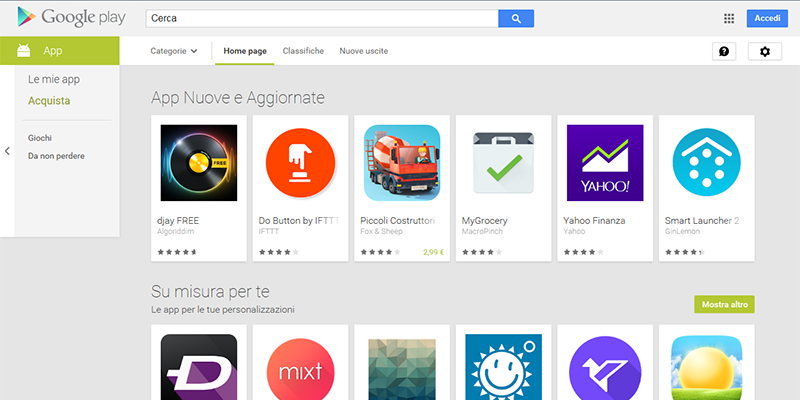 Google play
Cerca
Accedi
App
Categorie
Home page
Classifiche
Nuove uscite
Le mie app
Acquista
Giochi
Da non perdere
App Nuove e Aggiornate
FREE
YAHOO!
djay FREE
Algoriddim
Do Button by IFTTT
IFTTT
Piccoli Costruttori
Fox & Sheep
2,99 €
MyGrocery
MacroPinch
Yahoo Finanza
Yahoo
Smart Launcher 2
GinLemon
Su misura per te
Le app per le tue personalizzazioni
Mostra altro
mixt